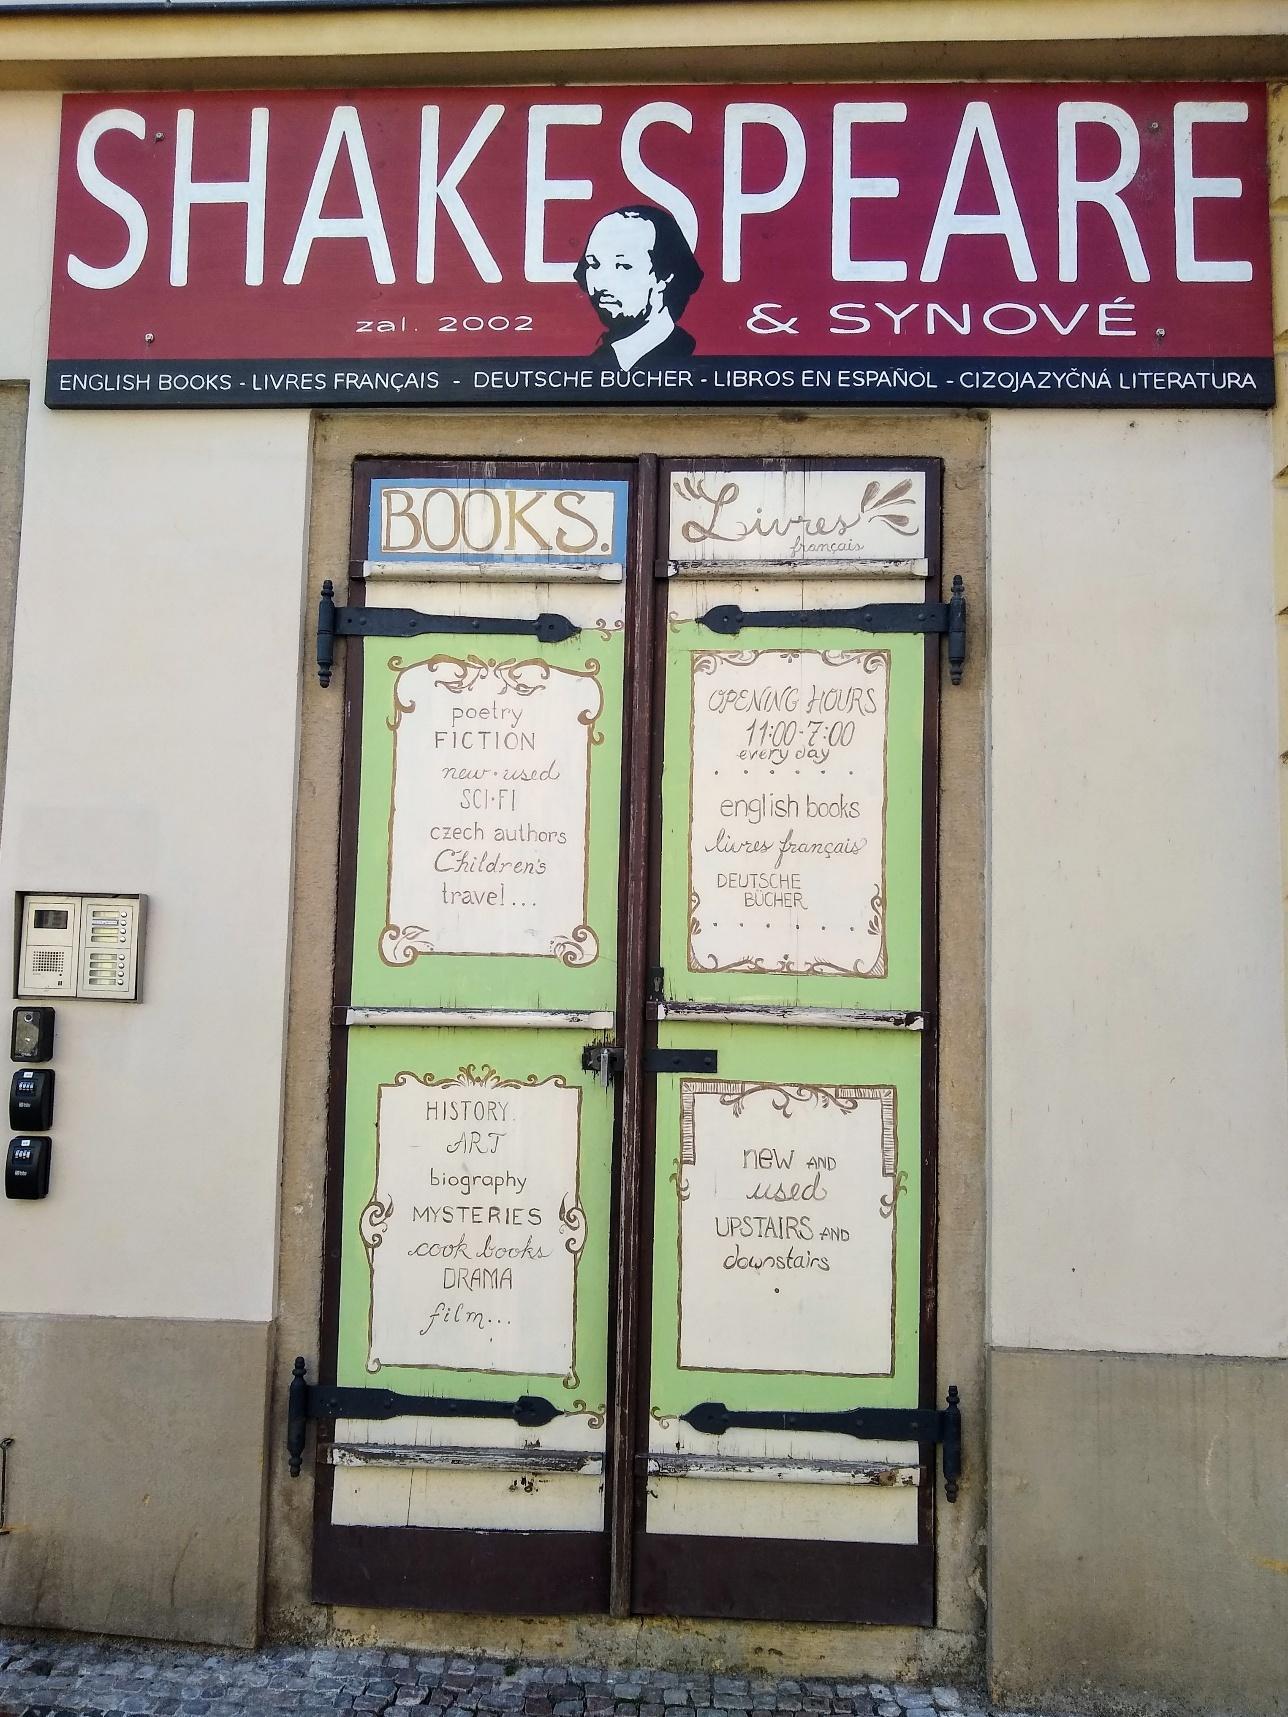 SHAKESPEARE
zal. 2002
& SYNOVÉ
ENGLISH BOOKS - LIVRES FRANÇAIS - DEUTSCHE BÜCHER - LIBROS EN ESPAÑOL - CIZOJAZYČNÁ LITERATURA
BOOKS.
Livres
français
poetry
FICTION
new · used
SCI·FI
czech authors
Children's
travel...
OPENING HOURS
11:00-7:00
every day
english books
livres français
DEUTSCHE
BÜCHER
HISTORY.
ART
biography
MYSTERIES
cook books
DRAMA
film...
new AND
used
UPSTAIRS AND
downstairs